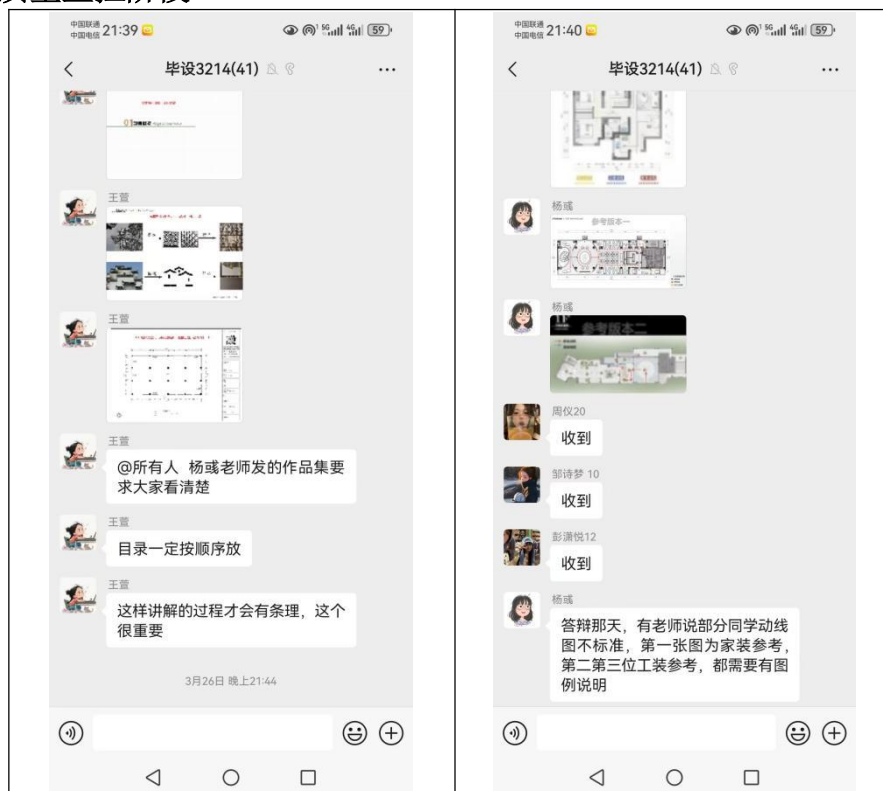 中国联通
中国电信 21:39
59
毕设3214(41)
王萱
王萱
王萱
@所有人 杨彧老师发的作品集要
求大家看清楚
王萱
目录一定按顺序放
王萱
这样讲解的过程才会有条理，这个
很重要
3月26日 晚上21:44
中国联通
中国电信 21:40
59
毕设3214(41)
杨彧
参考版本一
杨彧
参考版本二
周仪20
收到
邹诗梦 10
收到
彭潇悦12
收到
杨彧
答辩那天，有老师说部分同学动线
图不标准，第一张图为家装参考，
第二第三位工装参考，都需要有图
例说明